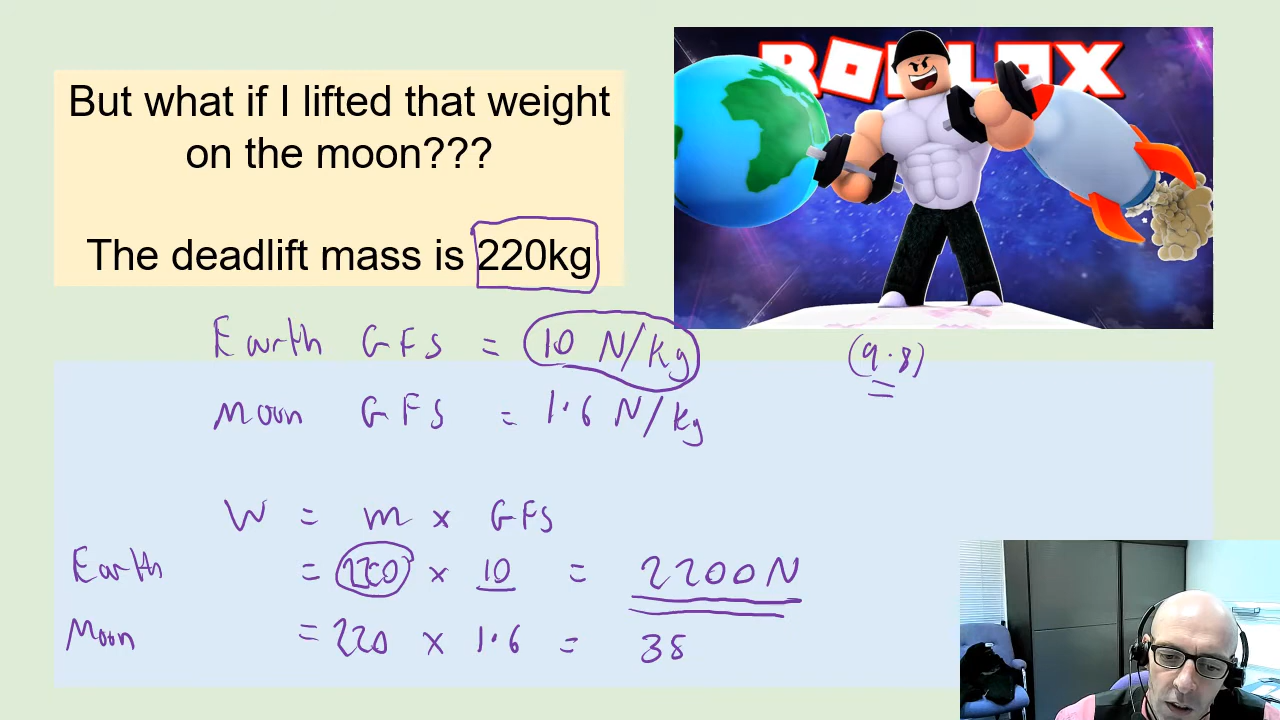 But what if I lifted that weight
on the moon???
The deadlift mass is 220kg
ROBLOX
Earth GFS = 10 N/kg
(9.8)
Moon GFS = 1.6 N/kg
W = m × GFS
Earth = 220 × 10 = 2200N
Moon = 220 × 1.6 = 35